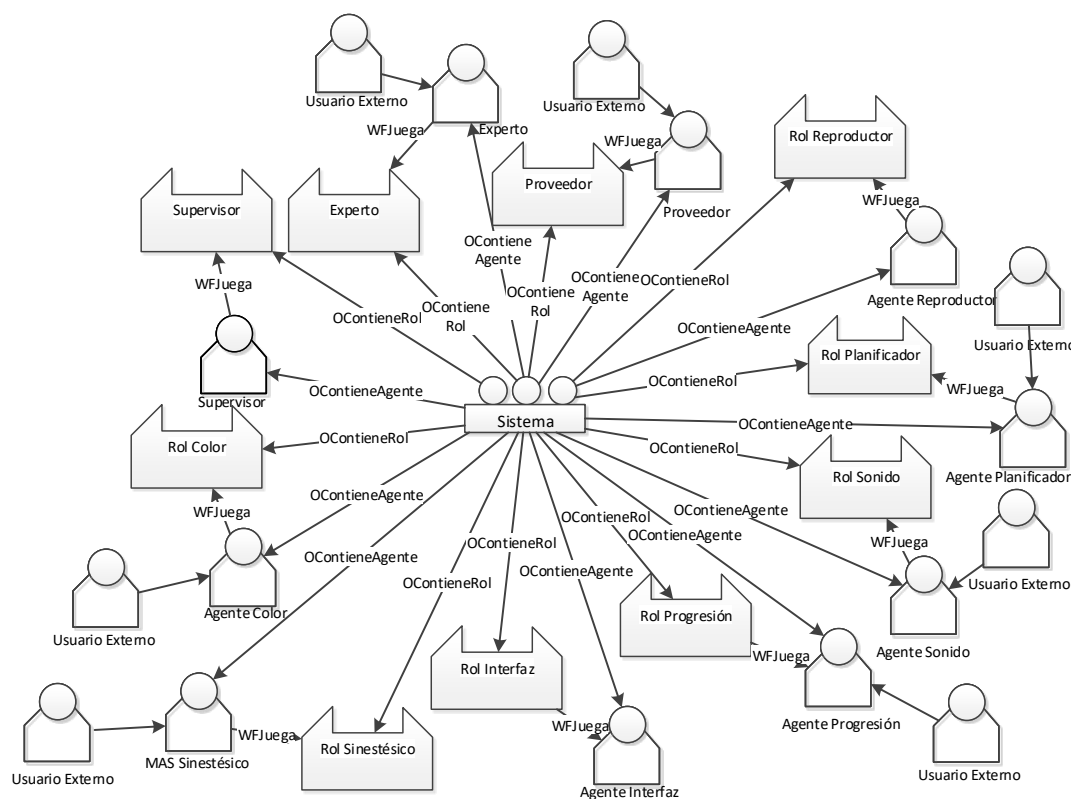 Usuario Externo
Usuario Externo
WFJuega
Experto
WFJuega
Rol Reproductor
Proveedor
Supervisor
Experto
Proveedor
WFJuega
OContiene
Agente
WFJuega
OContiene
Agente
OContieneRol
Agente Reproductor
OContiene
Rol
OContiene
Rol
OContieneRol
OContieneAgente
Usuario Externo
Rol Planificador
OContieneRol
WFJuega
OContieneAgente
Supervisor
Sistema
OContieneAgente
Rol Color
OContieneRol
OContieneRol
Rol Sonido
Agente Planificador
OContieneAgente
WFJuega
OContieneAgente
OContieneRol
OContieneAgente
WFJuega
OContieneAgente
OContieneRol
OContieneAgente
OContieneRol
Usuario Externo
Agente Color
Rol Progresión
Usuario Externo
Agente Sonido
WFJuega
Rol Interfaz
Agente Progresión
WFJuega
WFJuega
Rol Sinestésico
MAS Sinestésico
Usuario Externo
Usuario Externo
Agente Interfaz